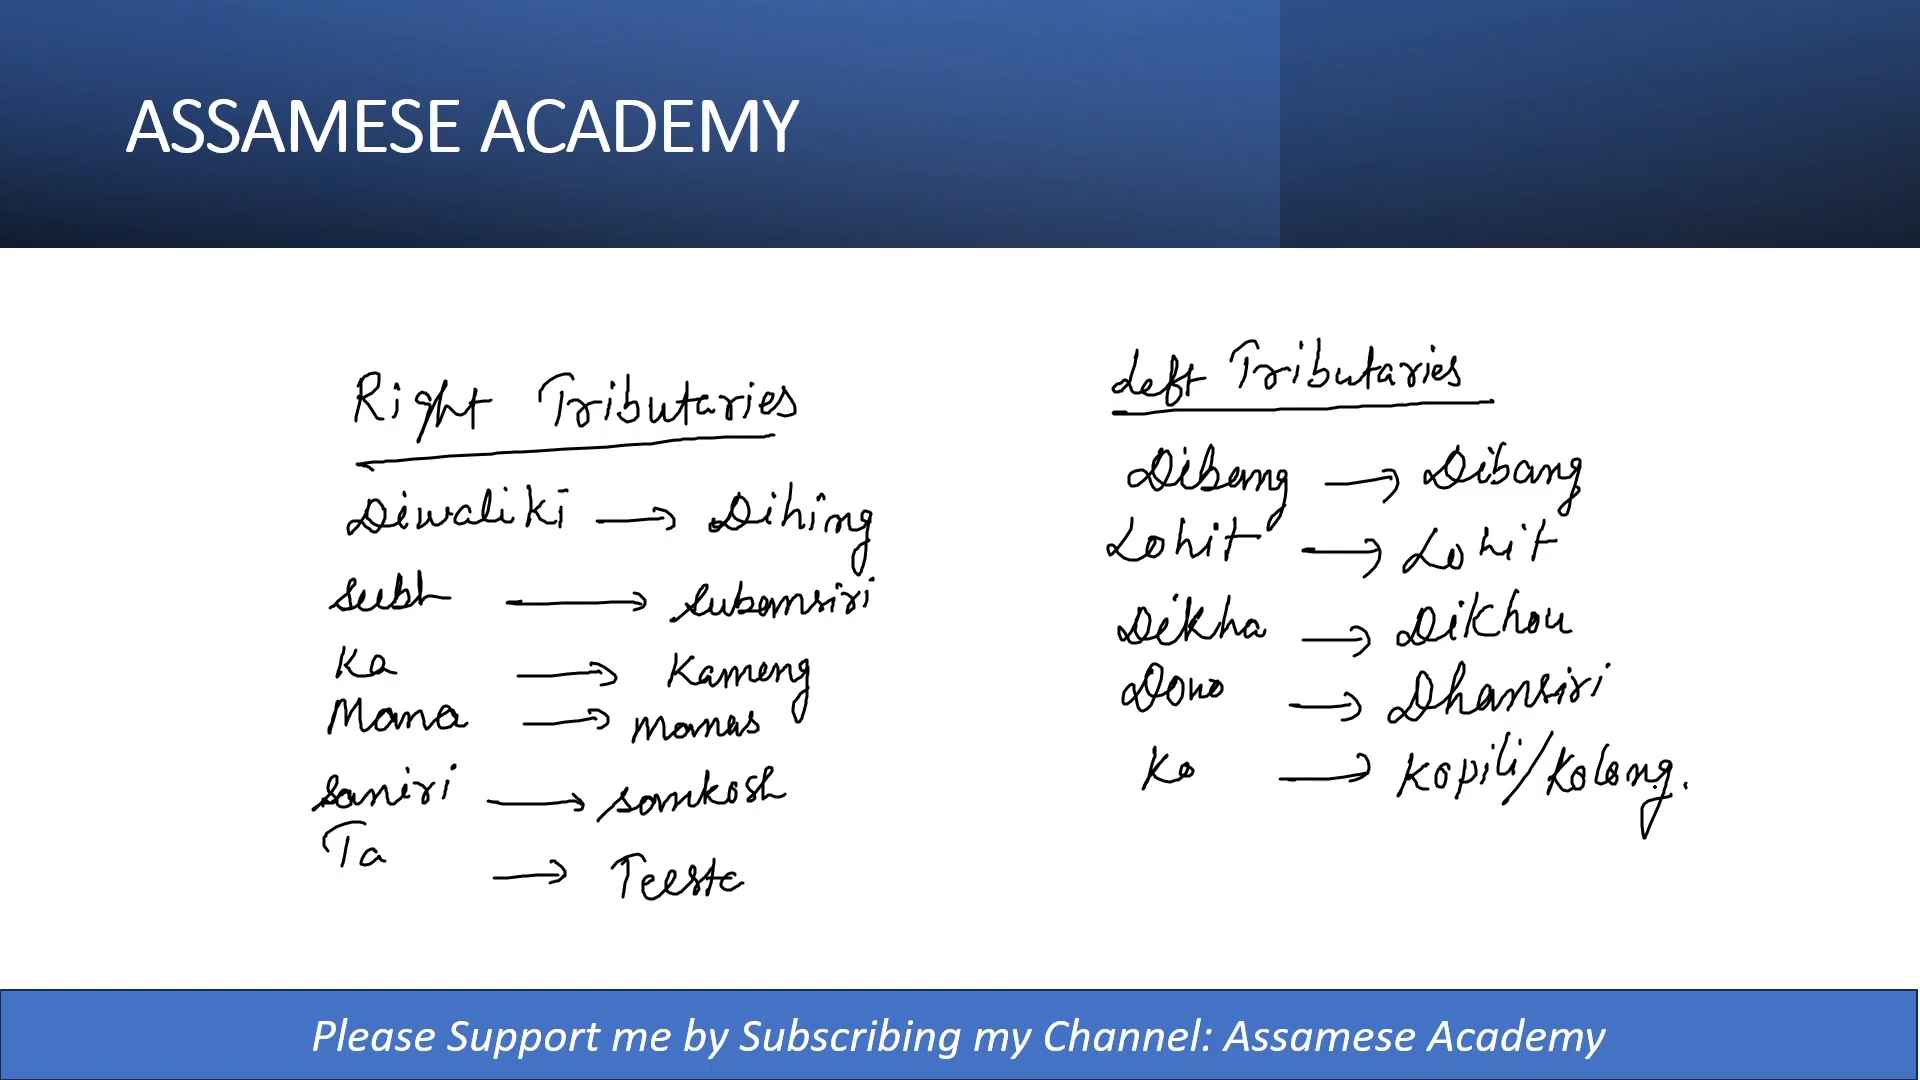 ASSAMESE ACADEMY
Right Tributaries
Diwaliki → Dihing
Subh → Subansiri
Ka → Kameng
Mana → Manas
Saniri → Sankosh
Ta → Teesta
Left Tributaries
Dibang → Dibang
Lohit → Lohit
Dikha → Dikhou
Dono → Dhansiri
Ko → Kopili/Kolong.
Please Support me by Subscribing my Channel: Assamese Academy